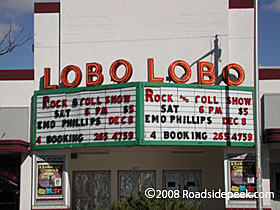 LOBO LOBO
ROCK & ROLL SHOW
SAT 6 PM $5
EMO PHILLIPS DEC 8
4 BOOKING 265 4759
ROCK AND ROLL SHOW
SAT 6 PM $5
EMO PHILLIPS DEC 8
4 BOOKING 265 4759
© 2008 RoadsidePeek.com